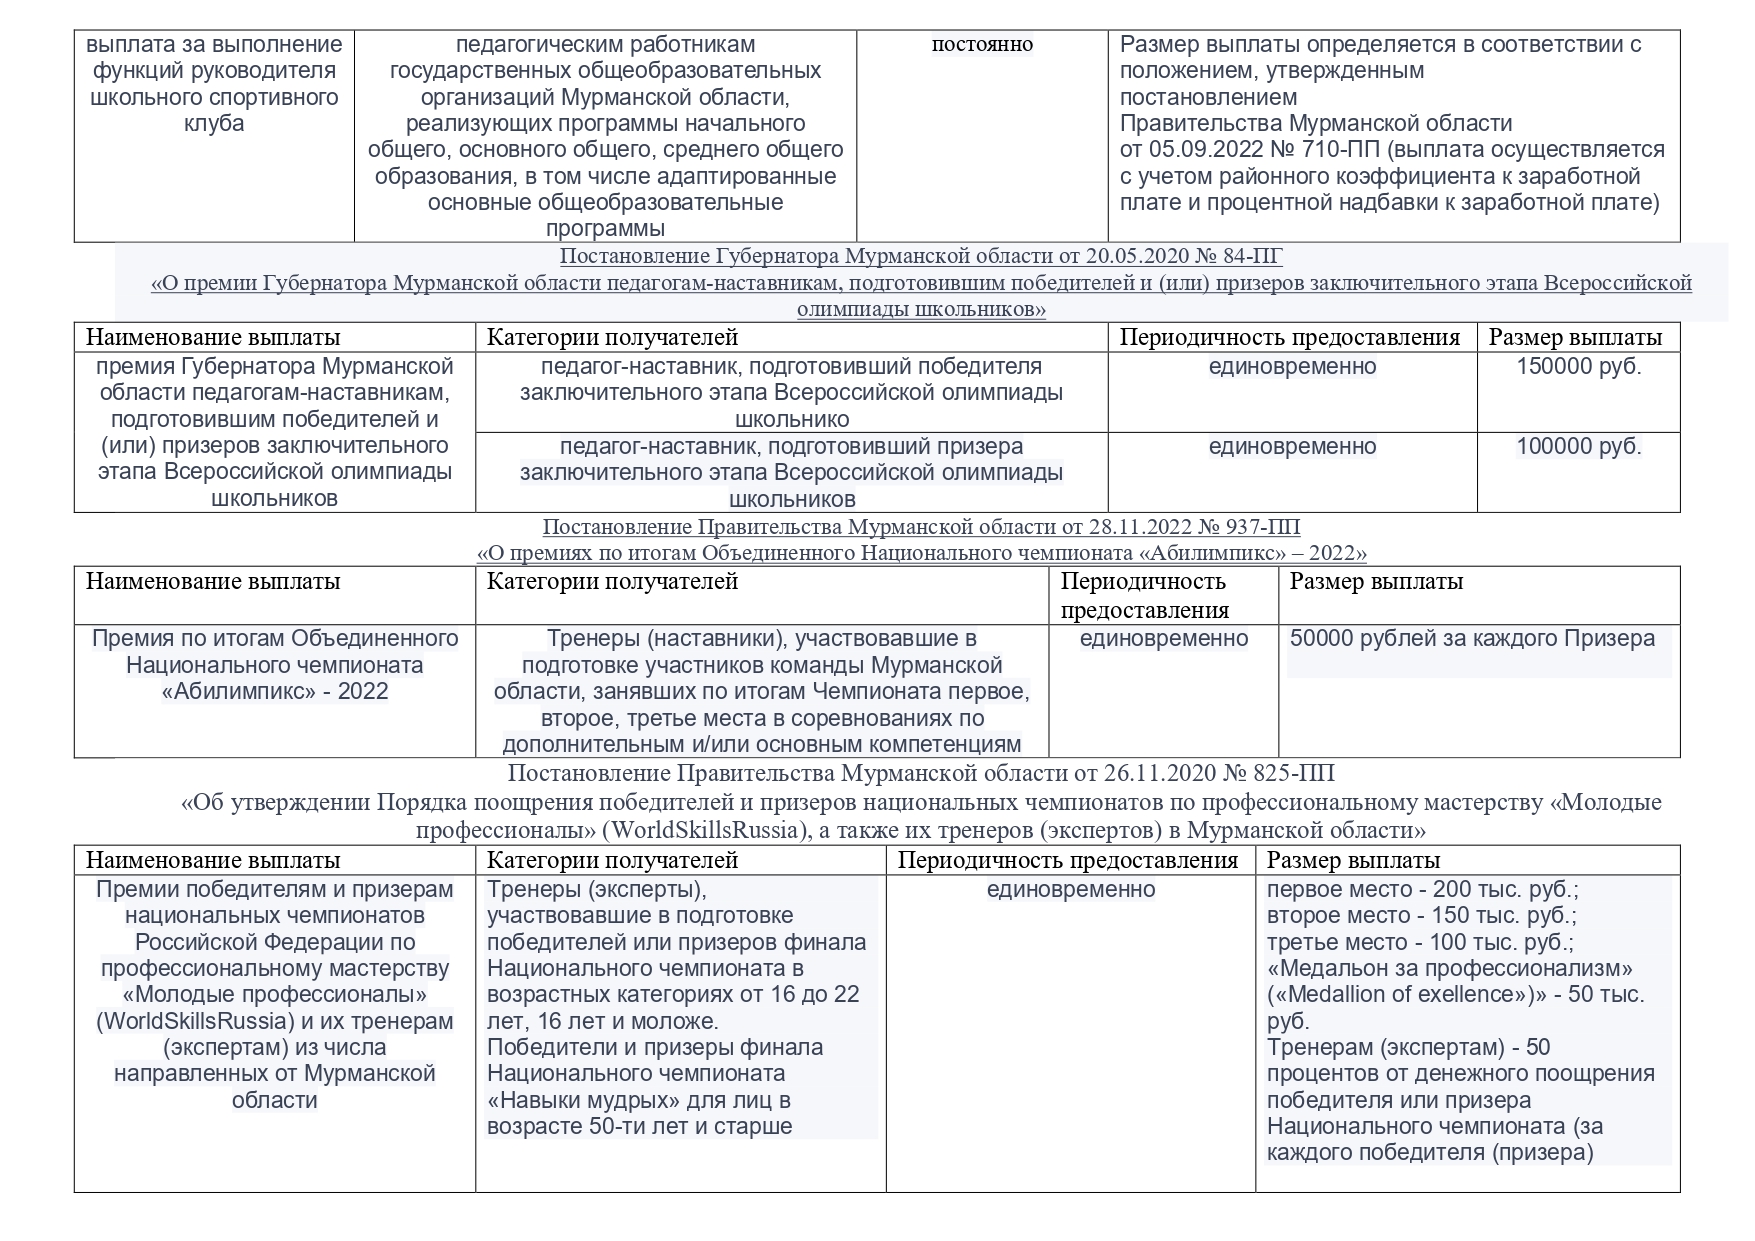 выплата за выполнение
функций руководителя
школьного спортивного
клуба
педагогическим работникам
государственных общеобразовательных
организаций Мурманской области,
реализующих программы начального
общего, основного общего, среднего общего
образования, в том числе адаптированные
основные общеобразовательные
программы
постоянно
Размер выплаты определяется в соответствии с
положением, утвержденным
постановлением
Правительства Мурманской области
от 05.09.2022 № 710-ПП (выплата осуществляется
с учетом районного коэффициента к заработной
плате и процентной надбавки к заработной плате)
Постановление Губернатора Мурманской области от 20.05.2020 № 84-ПГ
«О премии Губернатора Мурманской области педагогам-наставникам, подготовившим победителей и (или) призеров заключительного этапа Всероссийской
олимпиады школьников»
Наименование выплаты
Категории получателей
Периодичность предоставления
Размер выплаты
премия Губернатора Мурманской
области педагогам-наставникам,
подготовившим победителей и
(или) призеров заключительного
этапа Всероссийской олимпиады
школьников
педагог-наставник, подготовивший победителя
заключительного этапа Всероссийской олимпиады
школьнико
единовременно
150000 руб.
педагог-наставник, подготовивший призера
заключительного этапа Всероссийской олимпиады
школьников
единовременно
100000 руб.
Постановление Правительства Мурманской области от 28.11.2022 № 937-ПП
«О премиях по итогам Объединенного Национального чемпионата «Абилимпикс» – 2022»
Наименование выплаты
Категории получателей
Периодичность
предоставления
Размер выплаты
Премия по итогам Объединенного
Национального чемпионата
«Абилимпикс» - 2022
Тренеры (наставники), участвовавшие в
подготовке участников команды Мурманской
области, занявших по итогам Чемпионата первое,
второе, третье места в соревнованиях по
дополнительным и/или основным компетенциям
единовременно
50000 рублей за каждого Призера
Постановление Правительства Мурманской области от 26.11.2020 № 825-ПП
«Об утверждении Порядка поощрения победителей и призеров национальных чемпионатов по профессиональному мастерству «Молодые
профессионалы» (WorldSkillsRussia), а также их тренеров (экспертов) в Мурманской области»
Наименование выплаты
Категории получателей
Периодичность предоставления
Размер выплаты
Премии победителям и призерам
национальных чемпионатов
Российской Федерации по
профессиональному мастерству
«Молодые профессионалы»
(WorldSkillsRussia) и их тренерам
(экспертам) из числа
направленных от Мурманской
области
Тренеры (эксперты),
участвовавшие в подготовке
победителей или призеров финала
Национального чемпионата в
возрастных категориях от 16 до 22
лет, 16 лет и моложе.
Победители и призеры финала
Национального чемпионата
«Навыки мудрых» для лиц в
возрасте 50-ти лет и старше
единовременно
первое место - 200 тыс. руб.;
второе место - 150 тыс. руб.;
третье место - 100 тыс. руб.;
«Медальон за профессионализм»
(«Medallion of exellence»)» - 50 тыс.
руб.
Тренерам (экспертам) - 50
процентов от денежного поощрения
победителя или призера
Национального чемпионата (за
каждого победителя (призера)